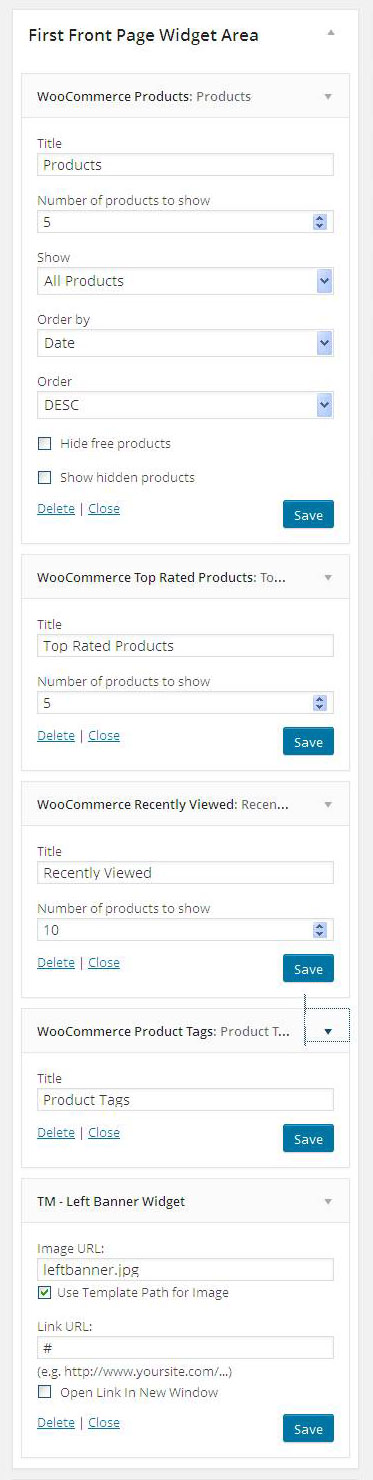 First Front Page Widget Area
WooCommerce Products: Products
Title
Products
Number of products to show
5
Show
All Products
Order by
Date
Order
DESC
Hide free products
Show hidden products
Delete | Close
Save
WooCommerce Top Rated Products: To...
Title
Top Rated Products
Number of products to show
5
Delete | Close
Save
WooCommerce Recently Viewed: Recen...
Title
Recently Viewed
Number of products to show
10
Delete | Close
Save
WooCommerce Product Tags: Product T...
Title
Product Tags
Delete | Close
Save
TM - Left Banner Widget
Image URL:
leftbanner.jpg
Use Template Path for Image
Link URL:
#
(e.g. http://www.yoursite.com/...)
Open Link In New Window
Delete | Close
Save